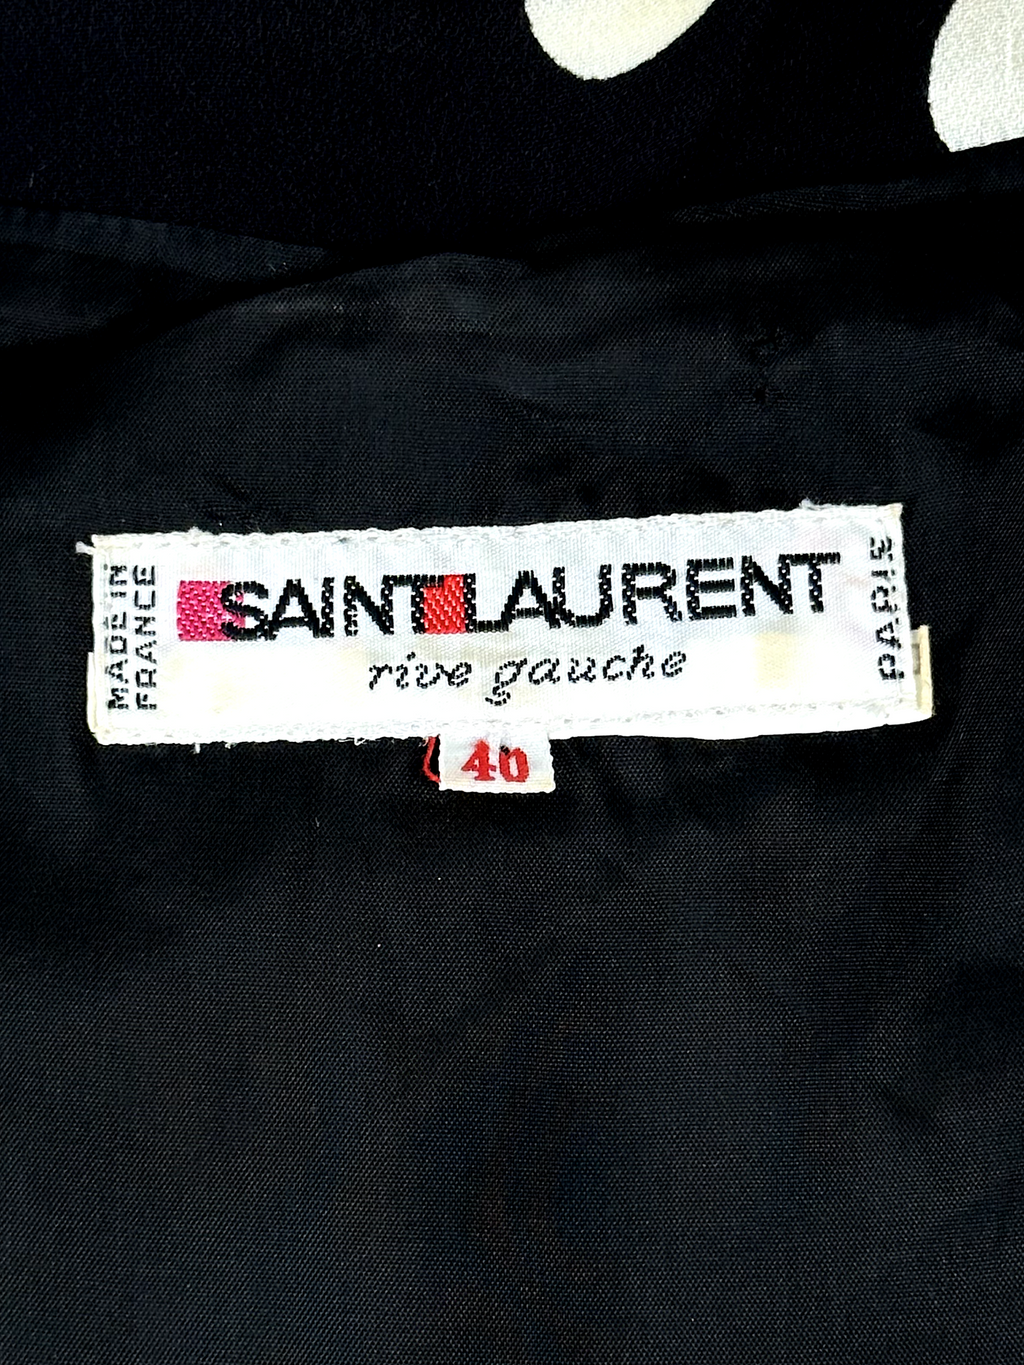 MADE IN
FRANCE
SAINT LAURENT
rive gauche
PARIS
40